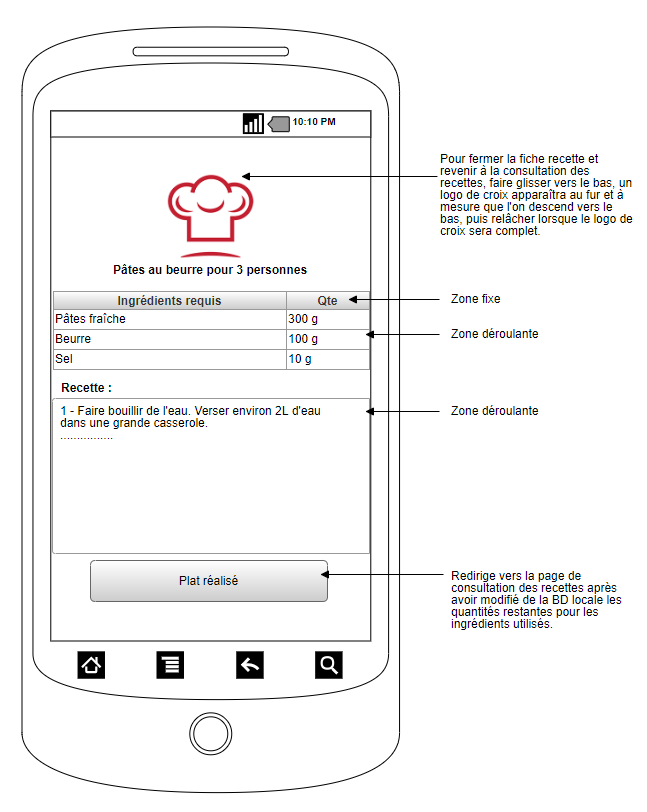 10:10 PM
Pour fermer la fiche recette et
revenir à la consultation des
recettes, faire glisser vers le bas, un
logo de croix apparaîtra au fur et à
mesure que l'on descend vers le
bas, puis relâcher lorsque le logo de
croix sera complet.
Pâtes au beurre pour 3 personnes
Ingrédients requis Qte
Zone fixe
Pâtes fraîche 300 g
Beurre 100 g
Zone déroulante
Sel 10 g
Recette :
1 - Faire bouillir de l'eau. Verser environ 2L d'eau
dans une grande casserole.
................
Zone déroulante
Plat réalisé
Redirige vers la page de
consultation des recettes après
avoir modifié de la BD locale les
quantités restantes pour les
ingrédients utilisés.